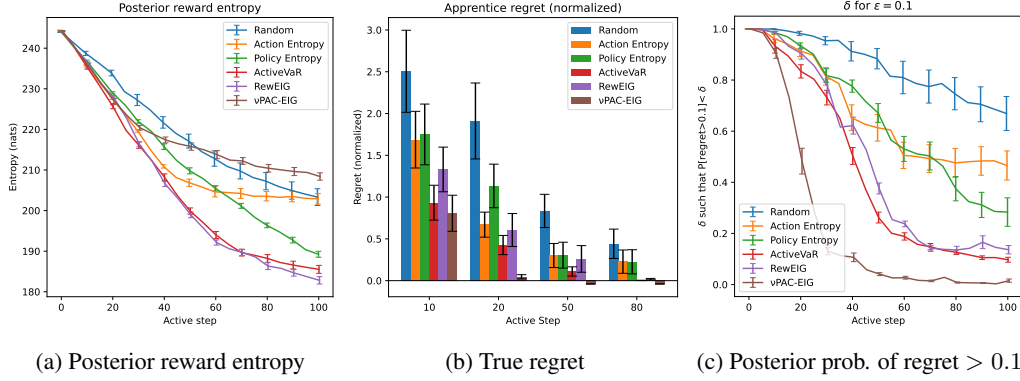 Posterior reward entropy
Entropy (nats)
240
230
220
210
200
190
180
0
20
40
60
80
100
Active step
Random
Action Entropy
Policy Entropy
ActiveVaR
RewEIG
νPAC-EIG
(a) Posterior reward entropy
Apprentice regret (normalized)
Regret (normalized)
3.0
2.5
2.0
1.5
1.0
0.5
0.0
10
20
50
80
Active Step
Random
Action Entropy
Policy Entropy
ActiveVaR
RewEIG
νPAC-EIG
(b) True regret
δ for ε = 0.1
δ such that P[regret>0.1]< δ
1.0
0.8
0.6
0.4
0.2
0.0
0
20
40
60
80
100
Active step
Random
Action Entropy
Policy Entropy
ActiveVaR
RewEIG
νPAC-EIG
(c) Posterior prob. of regret > 0.1